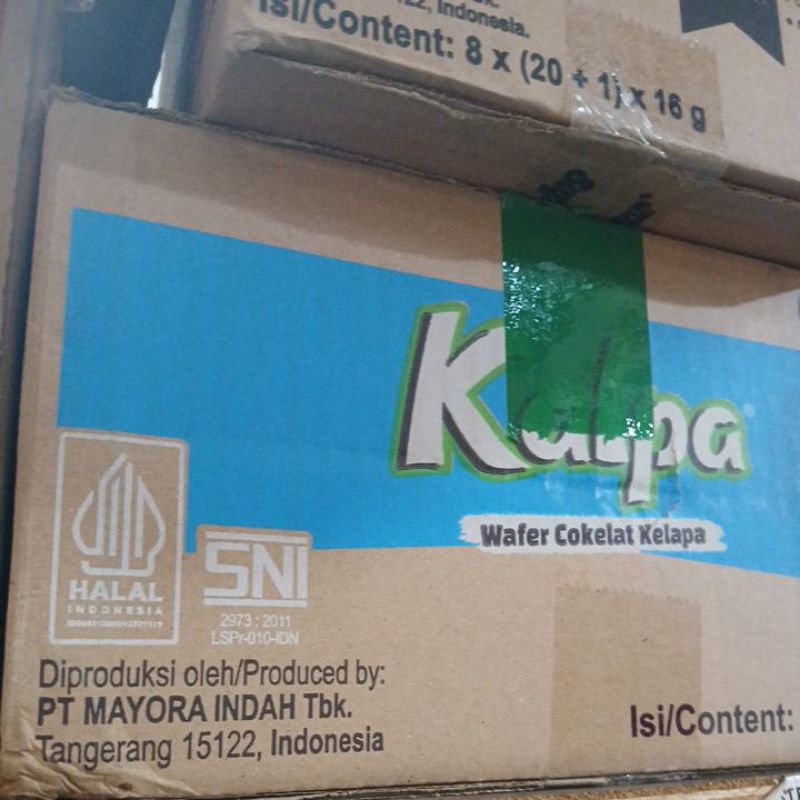 Indonesia.
Isi/Content: 8 x (20 + 1) x 16 g
Kalpa
Wafer Cokelat Kelapa
HALAL
INDONESIA
SNI
2973 : 2011
LSPr-010-IDN
Diproduksi oleh/Produced by:
PT MAYORA INDAH Tbk.
Tangerang 15122, Indonesia
Isi/Content: